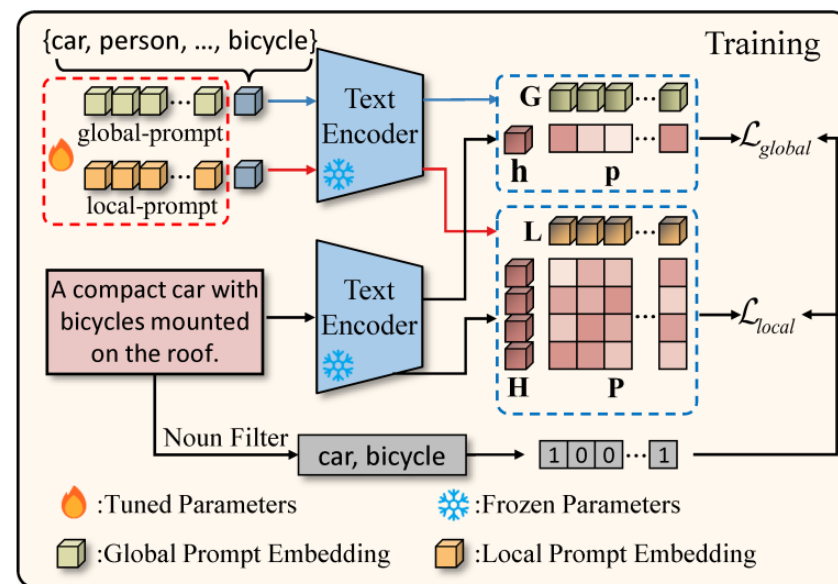 {car, person, ..., bicycle}
Training
Text
Encoder
global-prompt
local-prompt
G
h
p
ℒglobal
L
A compact car with
bicycles mounted
on the roof.
Text
Encoder
H
P
ℒlocal
Noun Filter
car, bicycle
1 0 0 ... 1
:Tuned Parameters
:Frozen Parameters
:Global Prompt Embedding
:Local Prompt Embedding